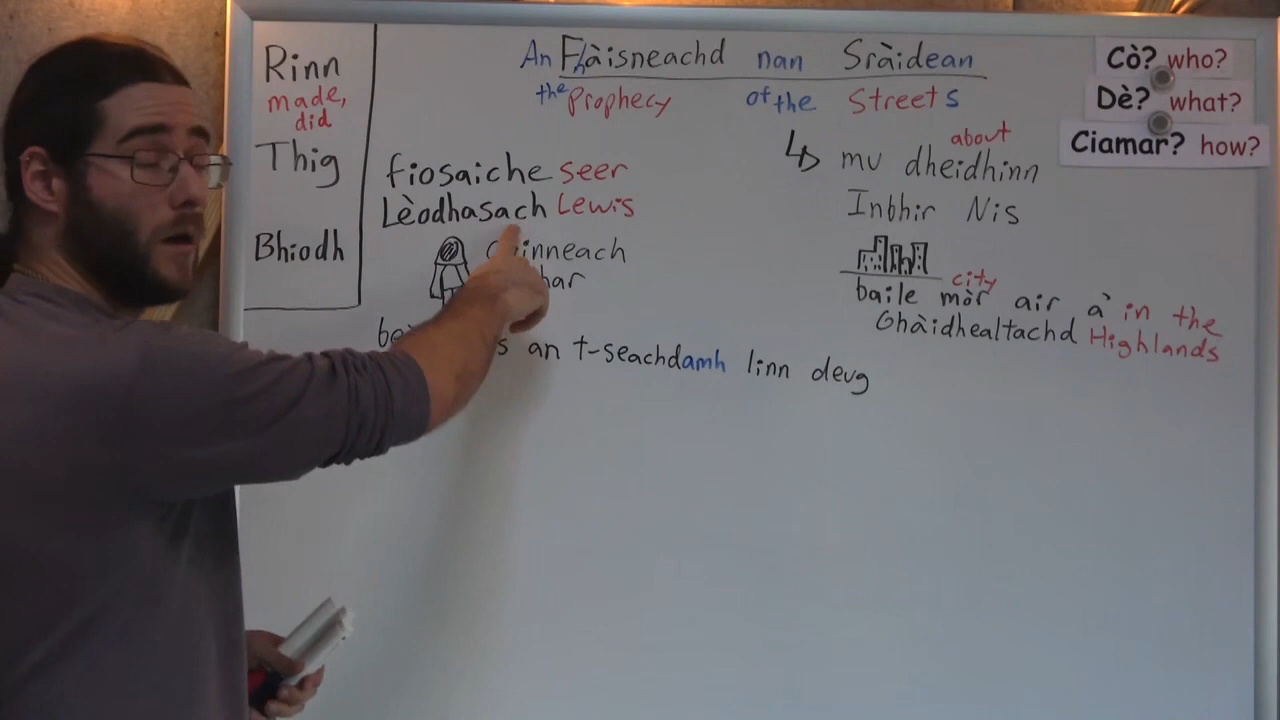 Rinn
made,
did
Thig
Bhiodh
An Fhàisneachd nan Sràidean
the Prophecy of the Streets
fiosaiche seer
Lèodhasach Lewis
about
mu dheidhinn
Inbhir Nis
city
baile mòr air a' in the
Ghàidhealtachd Highlands
an t-seachdamh linn deug
Cò? who?
Dè? what?
Ciamar? how?